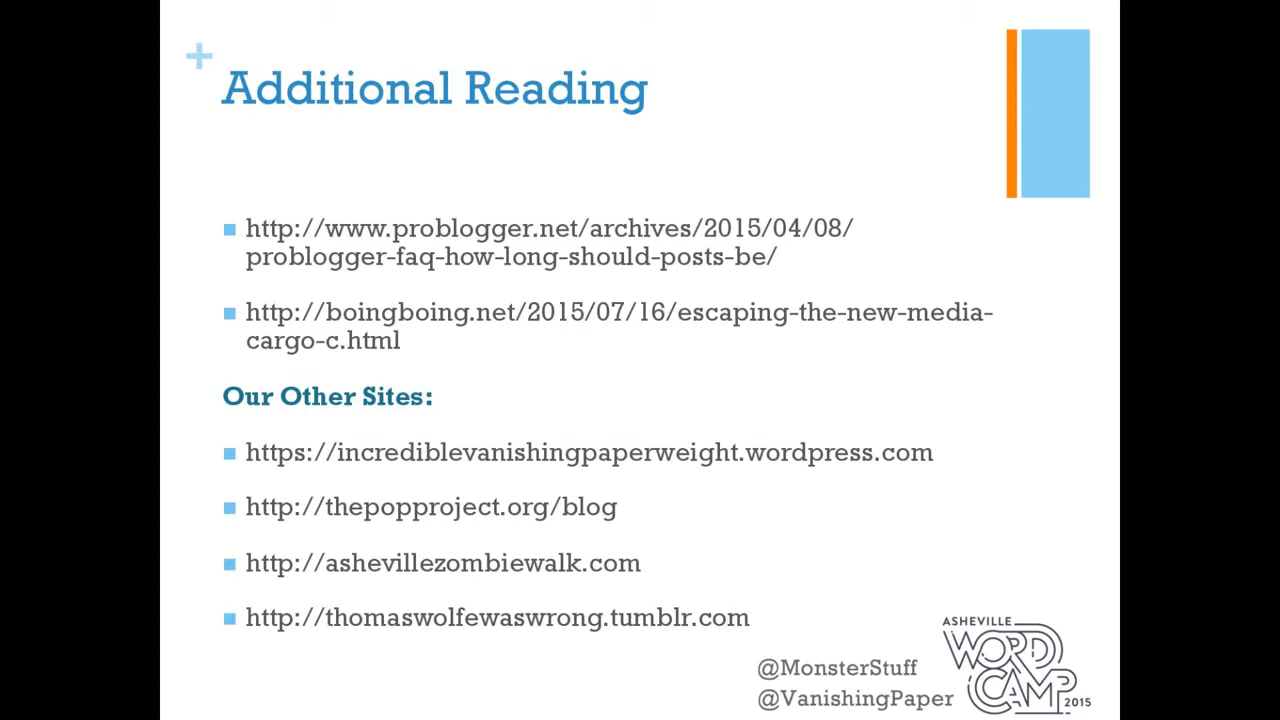 +
Additional Reading
http://www.problogger.net/archives/2015/04/08/
problogger-faq-how-long-should-posts-be/
http://boingboing.net/2015/07/16/escaping-the-new-media-
cargo-c.html
Our Other Sites:
https://incrediblevanishingpaperweight.wordpress.com
http://thepopproject.org/blog
http://ashevillezombiewalk.com
http://thomaswolfewaswrong.tumblr.com
@MonsterStuff
@VanishingPaper
ASHEVILLE
WORD
CAMP
2015